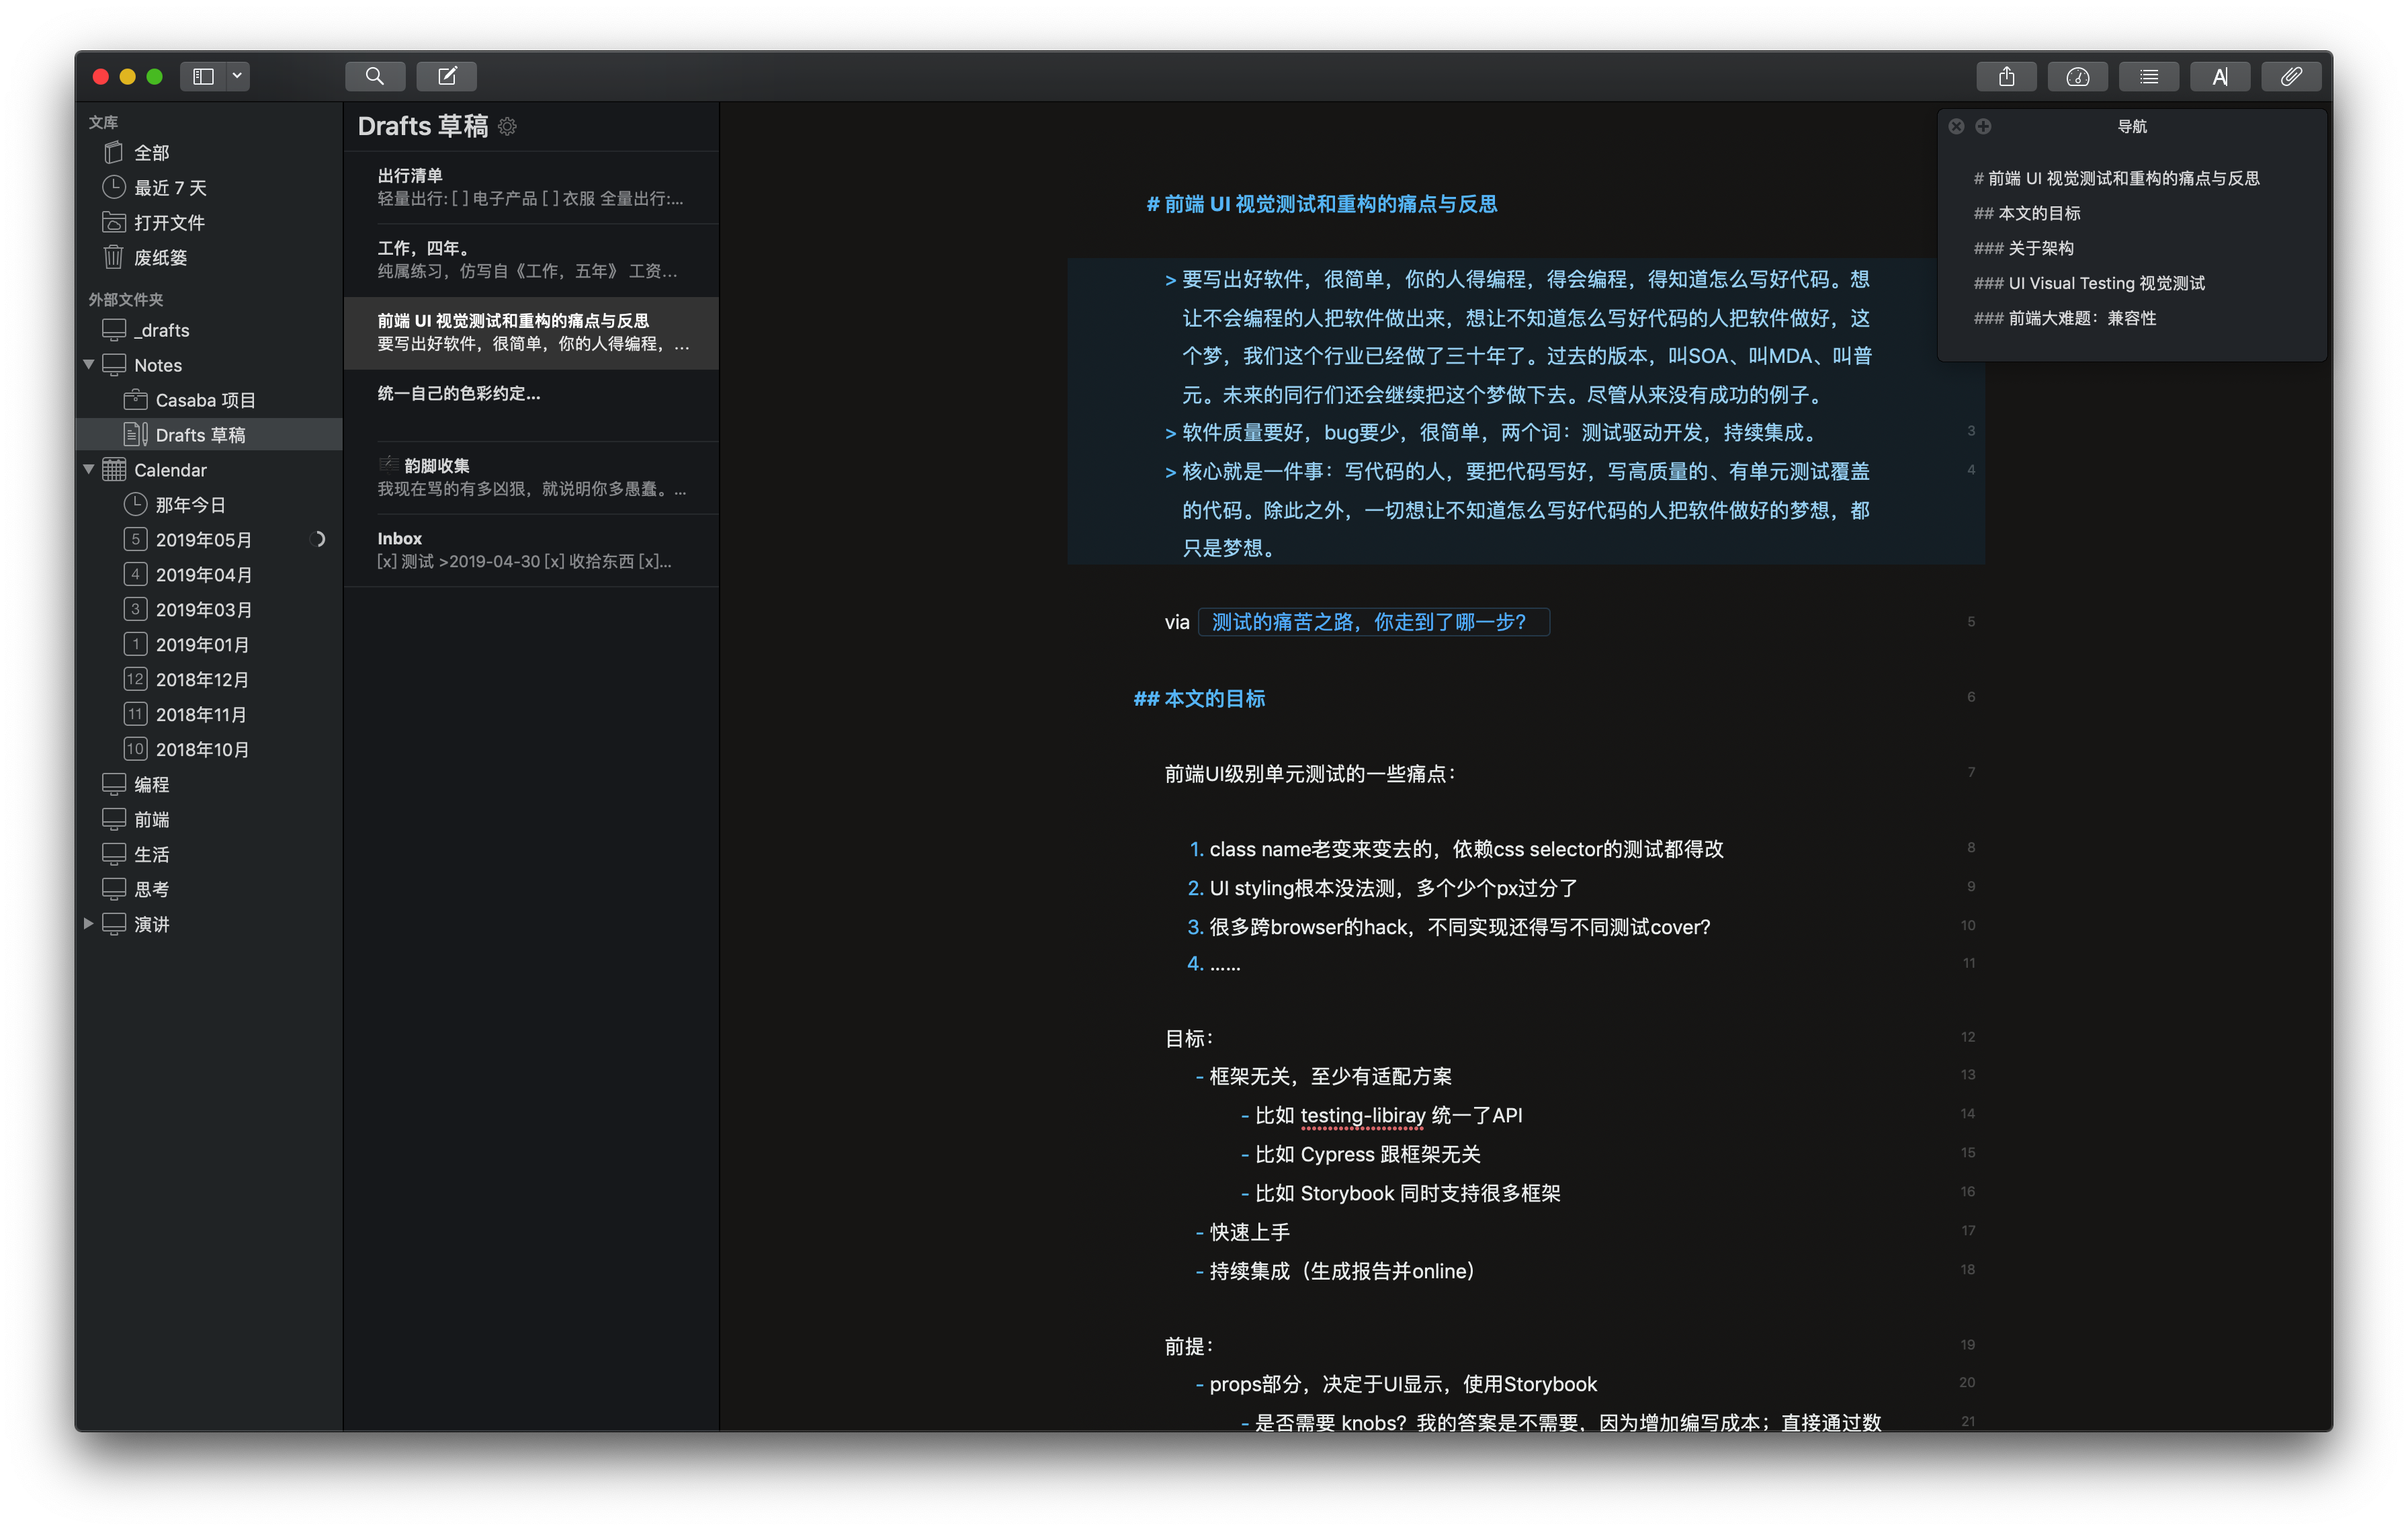 文库
全部
最近 7 天
打开文件
废纸篓
外部文件夹
_drafts
Notes
Casaba 项目
Drafts 草稿
Calendar
那年今日
5 2019年05月
4 2019年04月
3 2019年03月
1 2019年01月
12 2018年12月
11 2018年11月
10 2018年10月
编程
前端
生活
思考
演讲
Drafts 草稿
出行清单
轻量出行: [ ] 电子产品 [ ] 衣服 全量出行:...
工作，四年。
纯属练习，仿写自《工作，五年》 工资...
前端 UI 视觉测试和重构的痛点与反思
要写出好软件，很简单，你的人得编程，...
统一自己的色彩约定...
韵脚收集
我现在骂的有多凶狠，就说明你多愚蠢。...
Inbox
[x] 测试 >2019-04-30 [x] 收拾东西 [x]...
# 前端 UI 视觉测试和重构的痛点与反思
> 要写出好软件，很简单，你的人得编程，得会编程，得知道怎么写好代码。想
让不会编程的人把软件做出来，想让不知道怎么写好代码的人把软件做好，这
个梦，我们这个行业已经做了三十年了。过去的版本，叫SOA、叫MDA、叫普
元。未来的同行们还会继续把这个梦做下去。尽管从来没有成功的例子。
> 软件质量要好，bug要少，很简单，两个词：测试驱动开发，持续集成。 3
> 核心就是一件事：写代码的人，要把代码写好，写高质量的、有单元测试覆盖 4
的代码。除此之外，一切想让不知道怎么写好代码的人把软件做好的梦想，都
只是梦想。
via 测试的痛苦之路，你走到了哪一步？ 5
## 本文的目标 6
前端UI级别单元测试的一些痛点： 7
1. class name老变来变去的，依赖css selector的测试都得改 8
2. UI styling根本没法测，多个少个px过分了 9
3. 很多跨browser的hack，不同实现还得写不同测试cover？ 10
4. …… 11
目标： 12
- 框架无关，至少有适配方案 13
- 比如 testing-libiray 统一了API 14
- 比如 Cypress 跟框架无关 15
- 比如 Storybook 同时支持很多框架 16
- 快速上手 17
- 持续集成（生成报告并online） 18
前提： 19
- props部分，决定于UI显示，使用Storybook 20
- 是否需要 knobs？我的答案是不需要，因为增加编写成本；直接通过数 21
导航
# 前端 UI 视觉测试和重构的痛点与反思
## 本文的目标
### 关于架构
### UI Visual Testing 视觉测试
### 前端大难题：兼容性